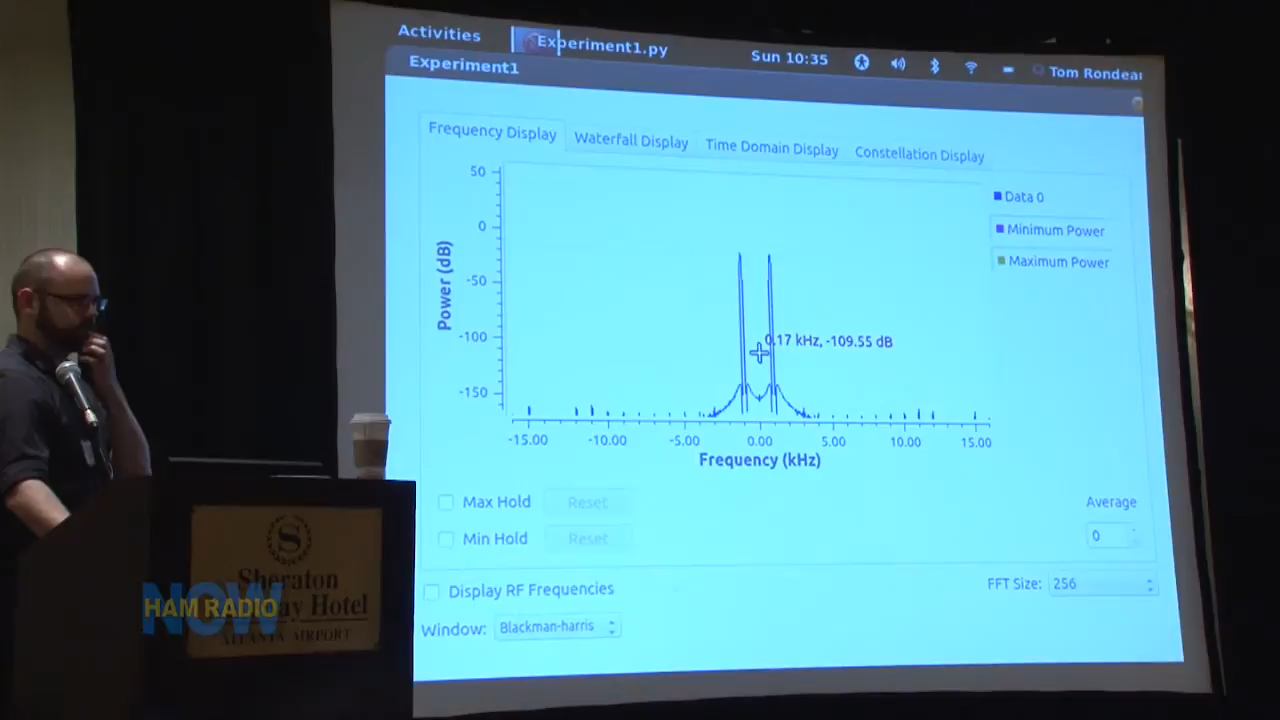 Activities
Experiment1.py
Sun 10:35
Tom Rondeau
Experiment1
Frequency Display
Waterfall Display
Time Domain Display
Constellation Display
50
0
-50
-100
-150
Power (dB)
Data 0
Minimum Power
Maximum Power
0.17 kHz, -109.55 dB
-15.00
-10.00
-5.00
0.00
5.00
10.00
15.00
Frequency (kHz)
Max Hold
Reset
Average
Min Hold
Reset
0
Display RF Frequencies
FFT Size:
256
Window:
Blackman-harris
S
Sheraton
Hotel
ATLANTA AIRPORT
NOW
HAM RADIO